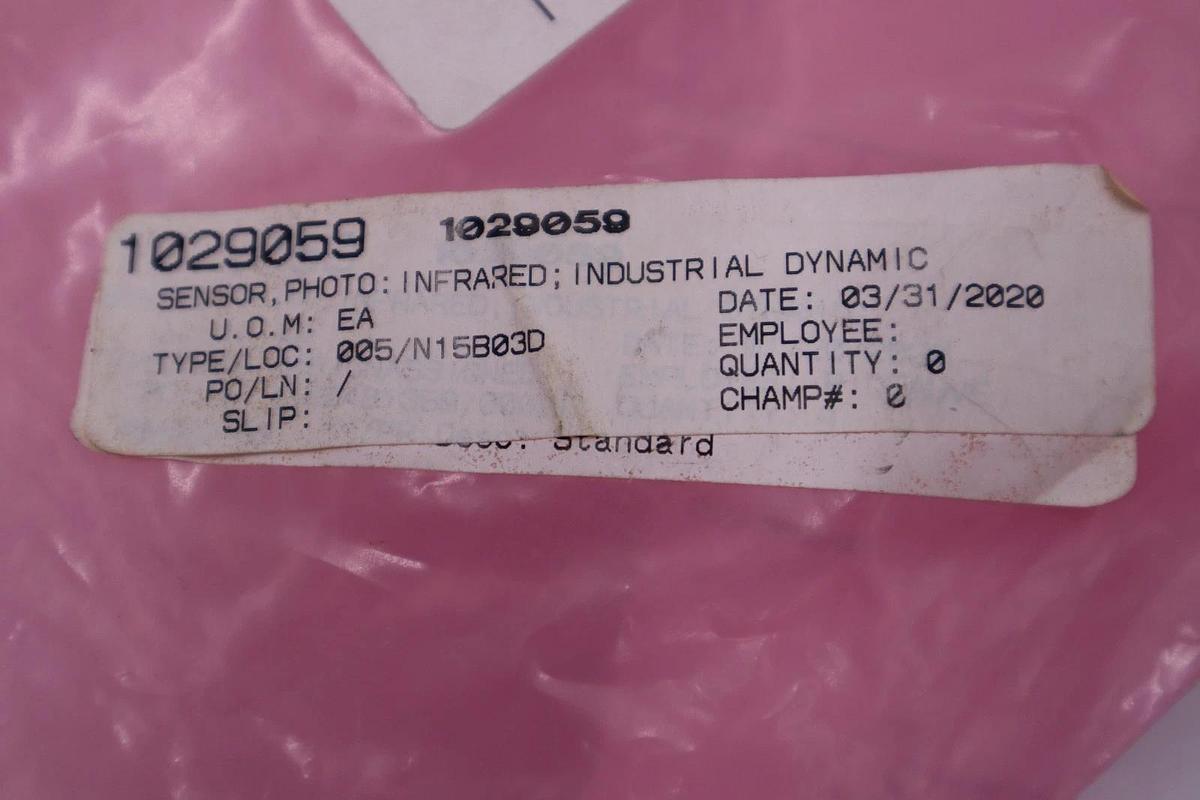 1029059 1029059
SENSOR,PHOTO: INFRARED; INDUSTRIAL DYNAMIC
U.O.M: EA DATE: 03/31/2020
TYPE/LOC: 005/N15B03D EMPLOYEE:
PO/LN: / QUANTITY: 0
SLIP: CHAMP#: 0
Standard